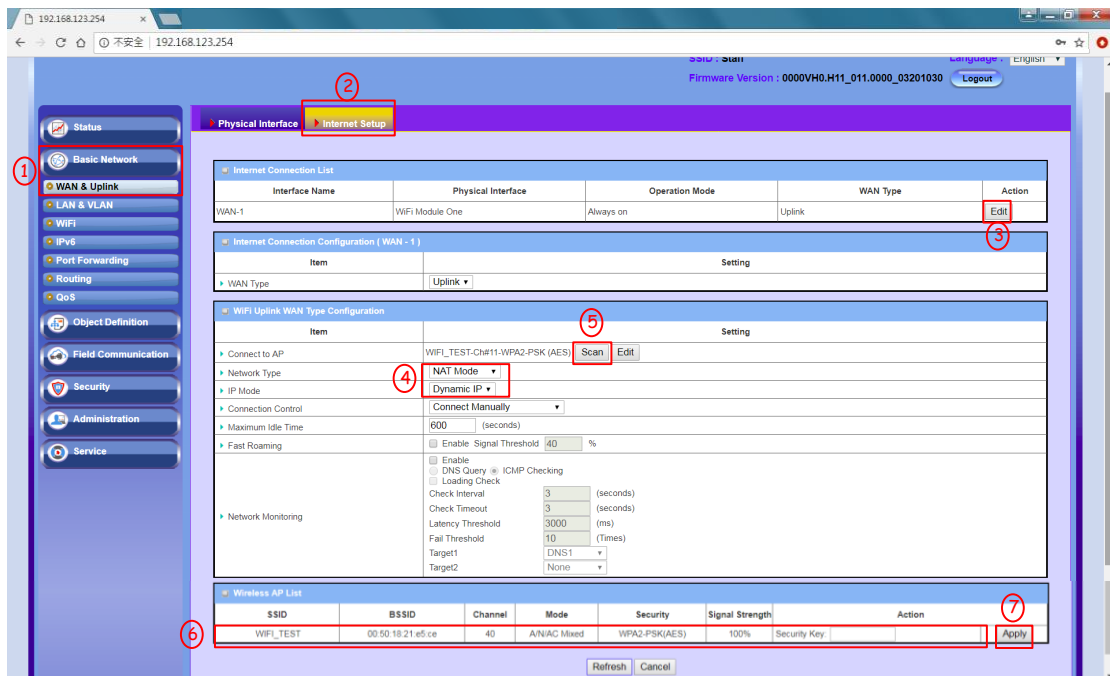 192.168.123.254
不安全 | 192.168.123.254
SSID : Staff
Language : English
Firmware Version : 0000VH0.H11_011.0000_03201030 Logout
2
Physical Interface Internet Setup
Status
1
Basic Network
WAN & Uplink
LAN & VLAN
WiFi
IPv6
Port Forwarding
Routing
QoS
Object Definition
Field Communication
Security
Administration
Service
Internet Connection List
Interface Name Physical Interface Operation Mode WAN Type Action
WAN-1 WiFi Module One Always on Uplink Edit
3
Internet Connection Configuration ( WAN - 1 )
Item Setting
WAN Type Uplink
WiFi Uplink WAN Type Configuration
5
Item Setting
Connect to AP WIFI_TEST-Ch#11-WPA2-PSK (AES) Scan Edit
4
Network Type NAT Mode
IP Mode Dynamic IP
Connection Control Connect Manually
Maximum Idle Time 600 (seconds)
Fast Roaming Enable Signal Threshold 40 %
Network Monitoring
Enable
DNS Query ICMP Checking
Loading Check
Check Interval 3 (seconds)
Check Timeout 3 (seconds)
Latency Threshold 3000 (ms)
Fail Threshold 10 (Times)
Target1 DNS1
Target2 None
Wireless AP List
SSID BSSID Channel Mode Security Signal Strength Action
7
6
WIFI_TEST 00:50:18:21:e5:ce 40 A/N/AC Mixed WPA2-PSK(AES) 100% Security Key: Apply
Refresh Cancel